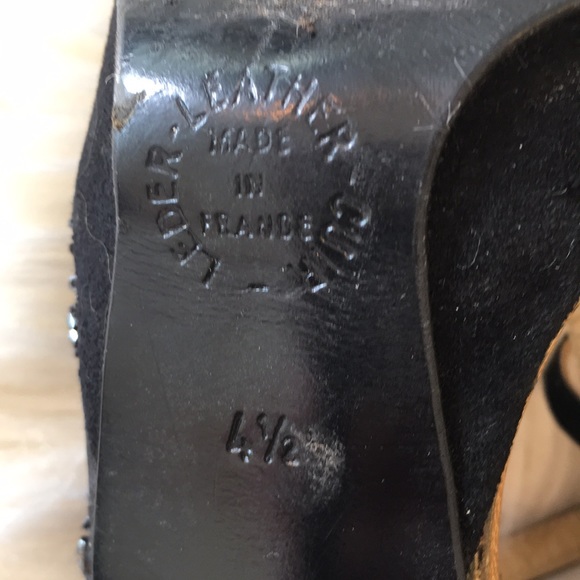 LEDER - LEATHER - CUIR -
MADE
IN
FRANCE
4½